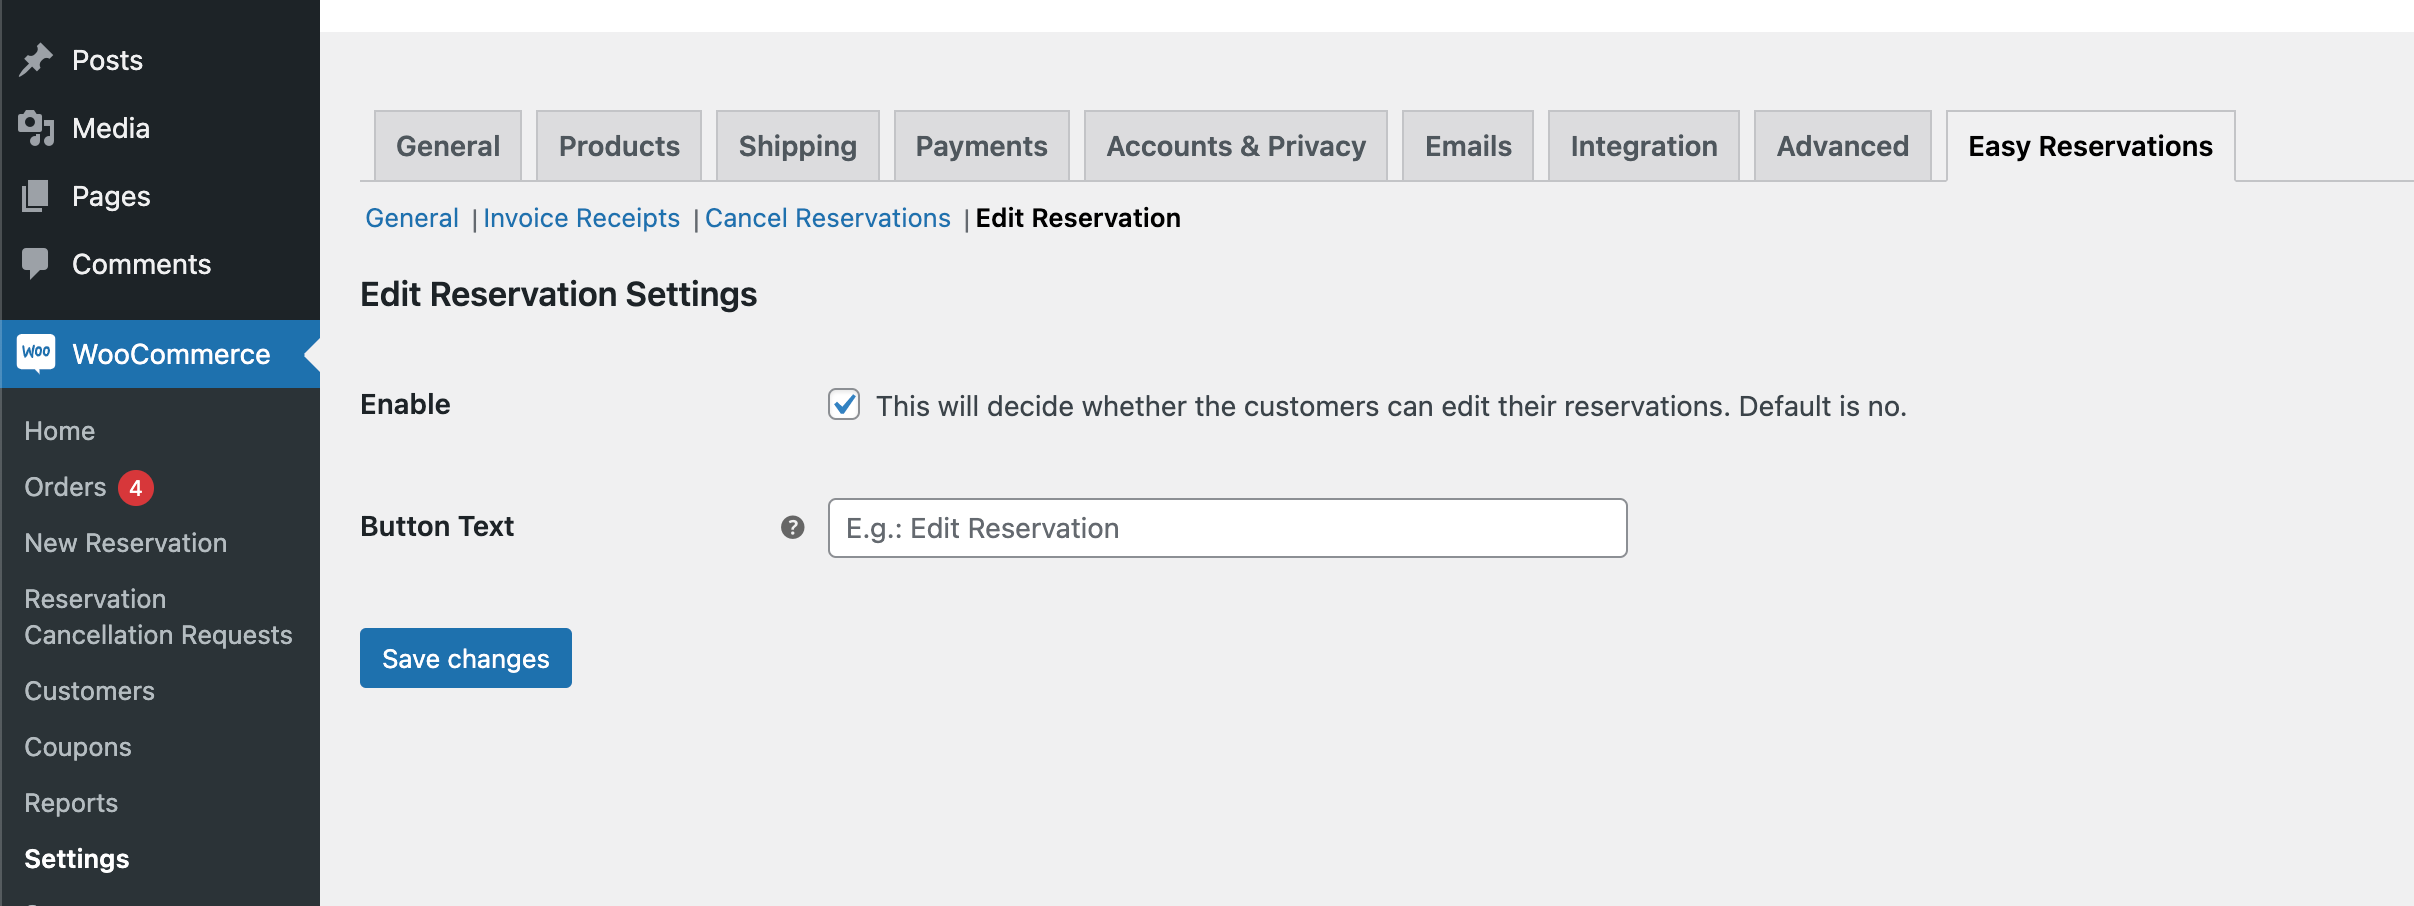 Posts
Media
Pages
Comments
Woo WooCommerce
Home
Orders 4
New Reservation
Reservation
Cancellation Requests
Customers
Coupons
Reports
Settings
General Products Shipping Payments Accounts & Privacy Emails Integration Advanced Easy Reservations
General | Invoice Receipts | Cancel Reservations | Edit Reservation
Edit Reservation Settings
Enable This will decide whether the customers can edit their reservations. Default is no.
Button Text ? E.g.: Edit Reservation
Save changes